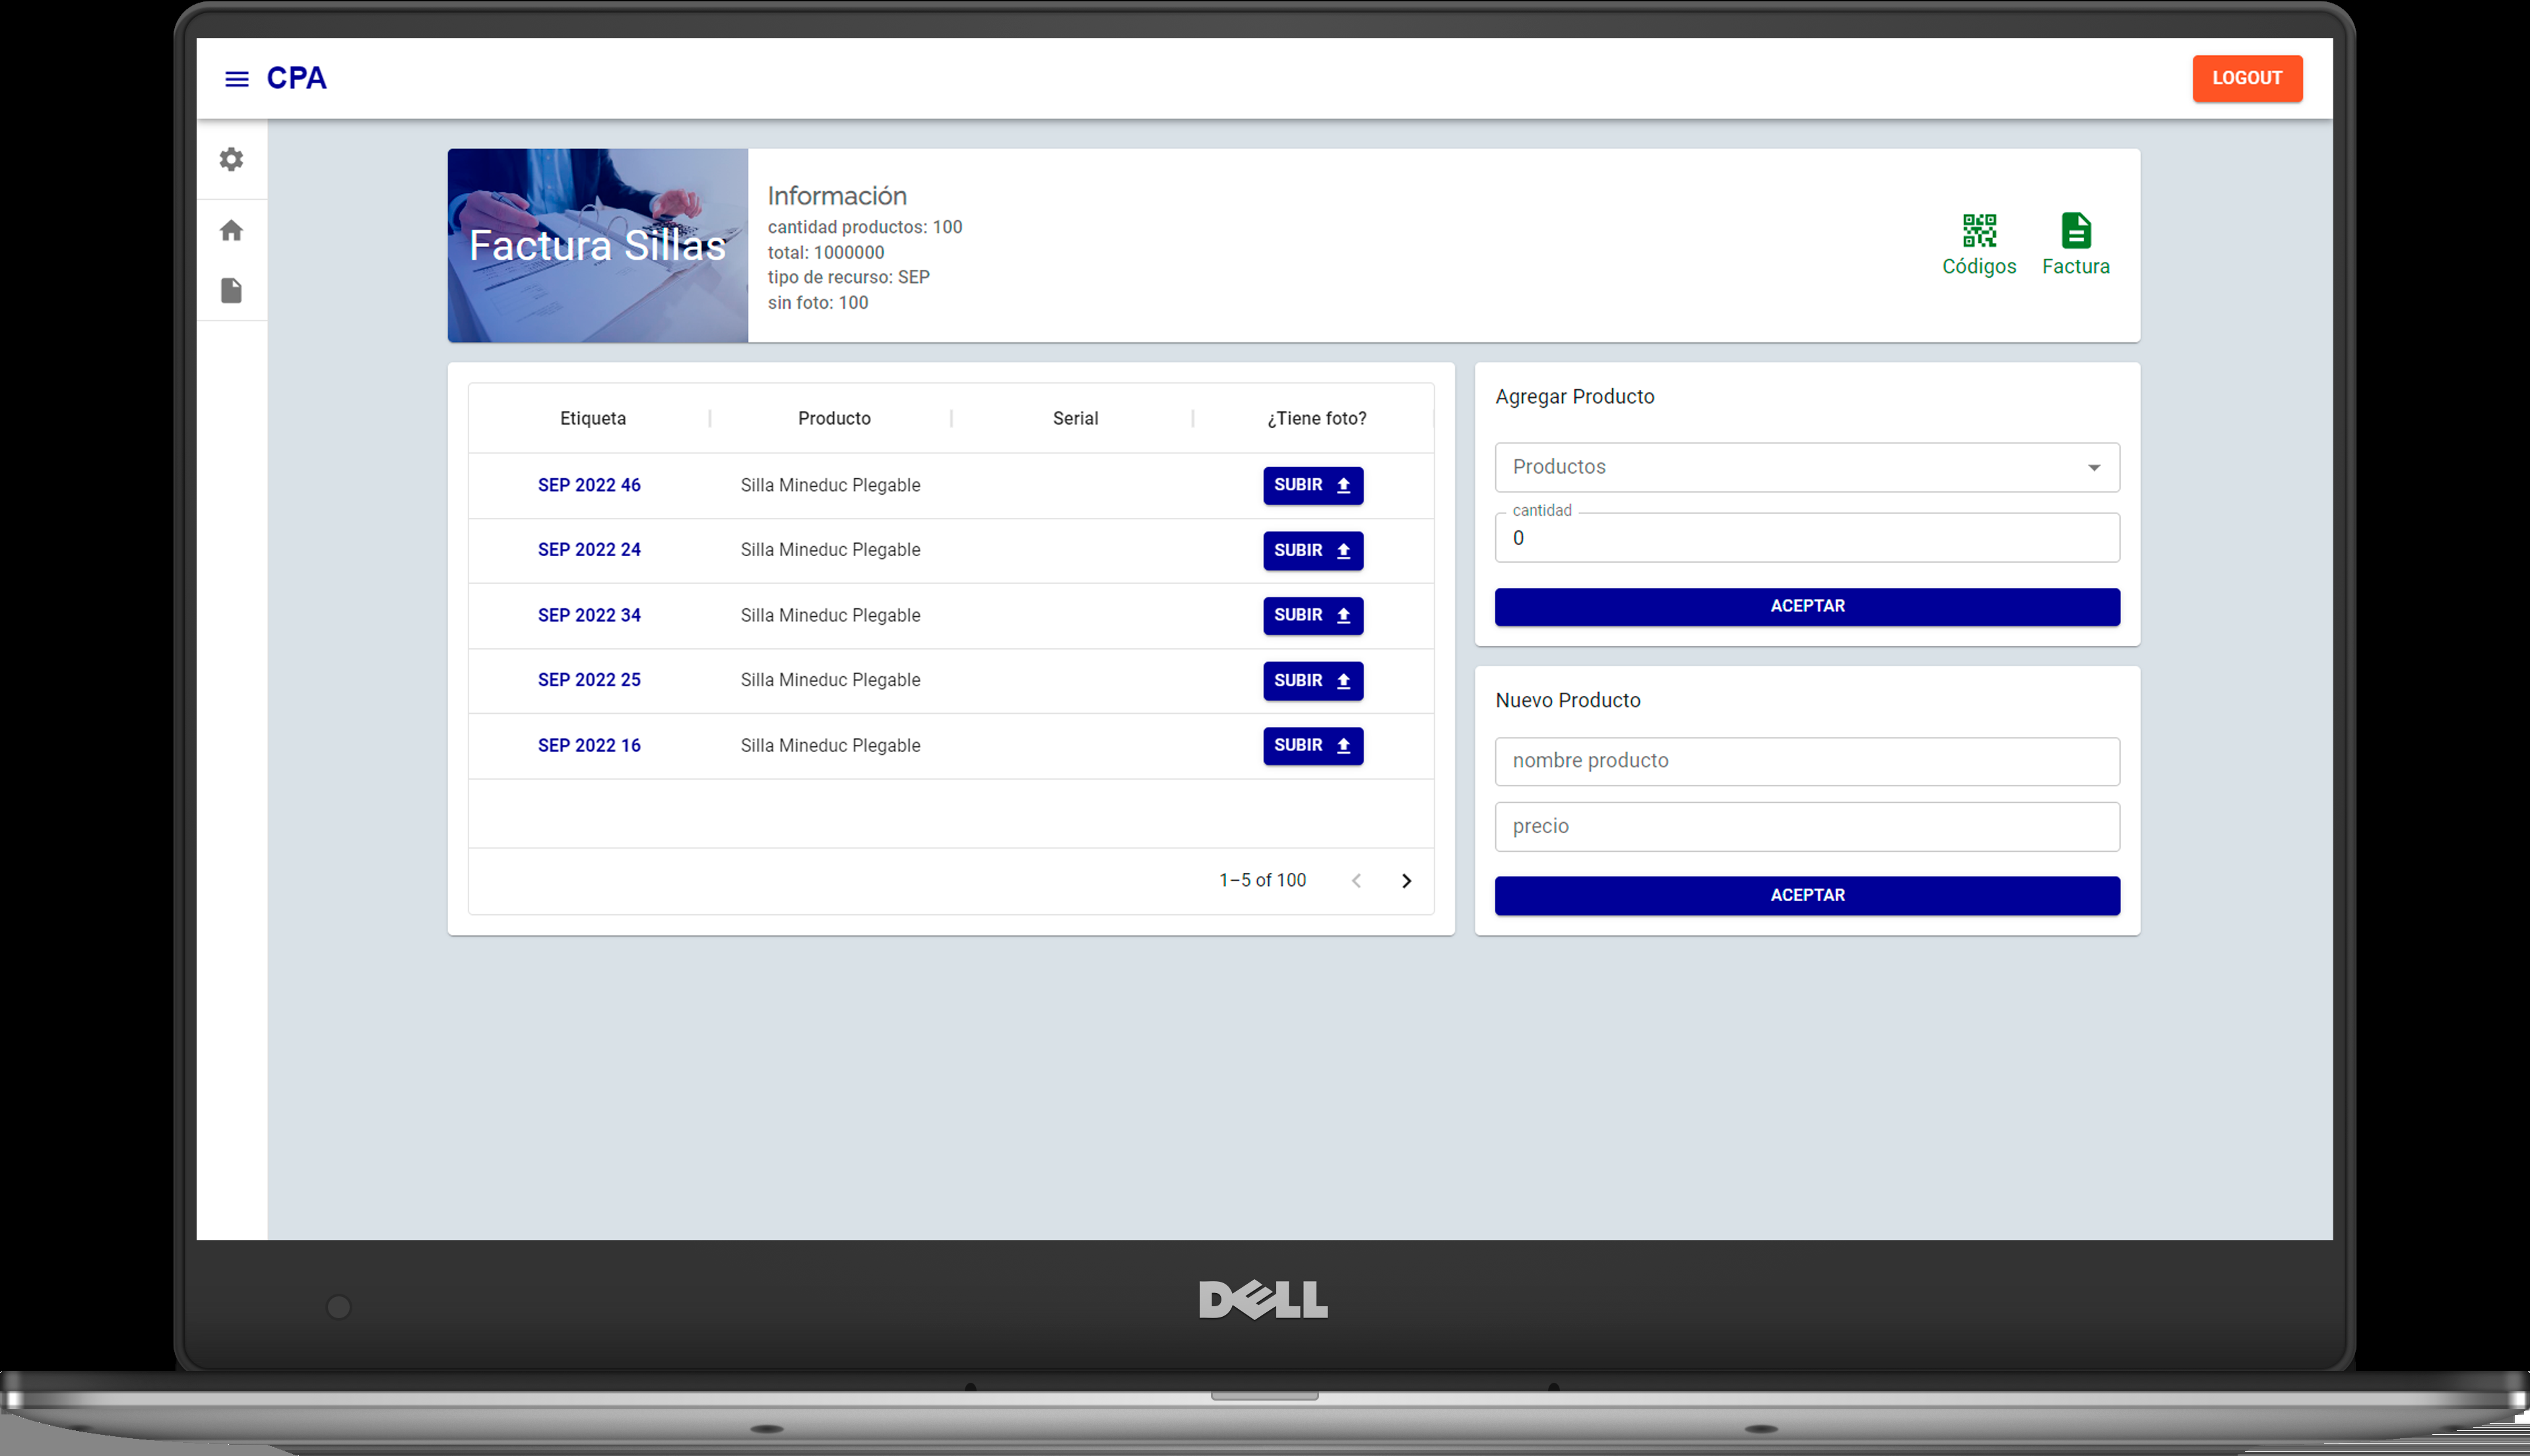 CPA
LOGOUT
Factura Sillas
Información
cantidad productos: 100
total: 1000000
tipo de recurso: SEP
sin foto: 100
Códigos
Factura
Etiqueta Producto Serial ¿Tiene foto?
SEP 2022 46 Silla Mineduc Plegable SUBIR
SEP 2022 24 Silla Mineduc Plegable SUBIR
SEP 2022 34 Silla Mineduc Plegable SUBIR
SEP 2022 25 Silla Mineduc Plegable SUBIR
SEP 2022 16 Silla Mineduc Plegable SUBIR
1–5 of 100
Agregar Producto
Productos
cantidad
0
ACEPTAR
Nuevo Producto
nombre producto
precio
ACEPTAR
DELL